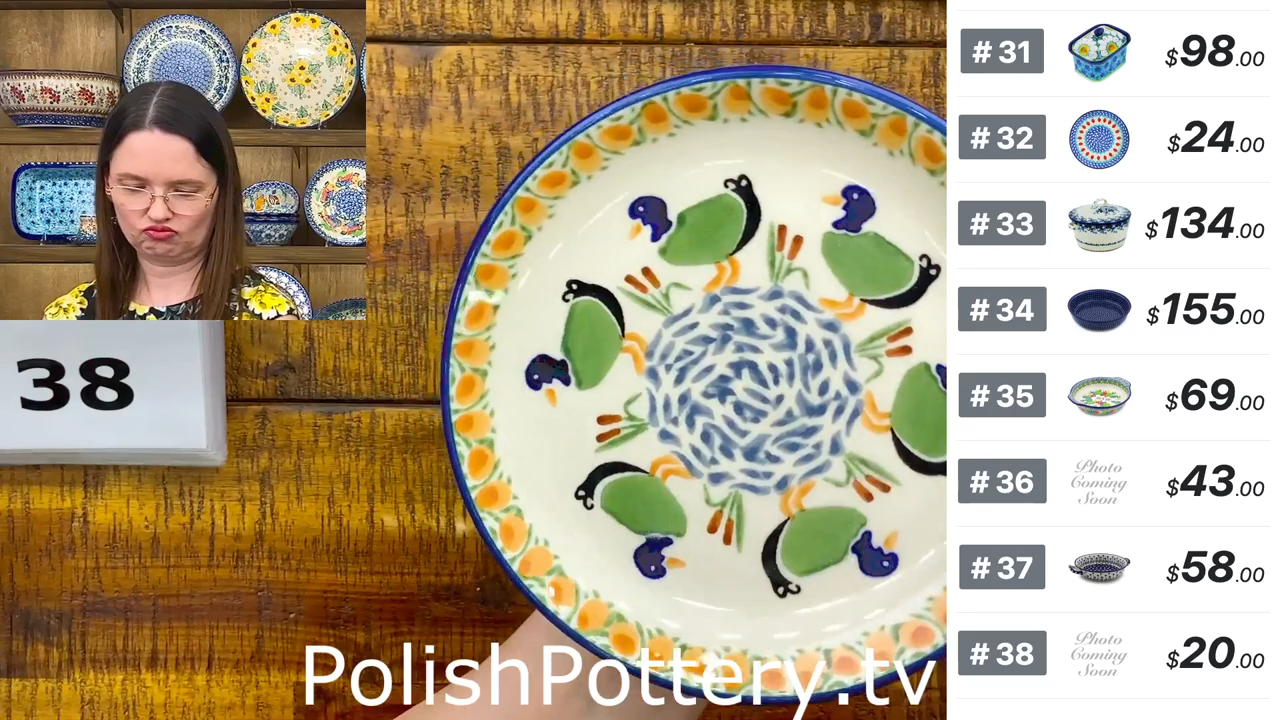 38
PolishPottery.tv
# 31 $98.00
# 32 $24.00
# 33 $134.00
# 34 $155.00
# 35 $69.00
# 36 Photo Coming Soon $43.00
# 37 $58.00
# 38 Photo Coming Soon $20.00